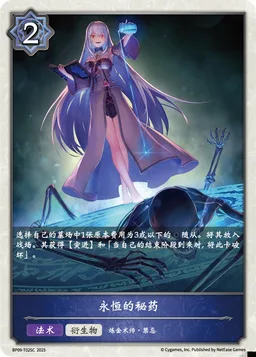 2
选择自己的墓场中1张原本费用为3或以下的
随从。将其放入
战场。其获得【突进】和「当自己的结束阶段到来时,将此卡破
坏」。
永恒的秘药
法术 衍生物 炼金术师・禁忌
BP09-T02SC 2025 © Cygames, Inc. Published by NetEase Games